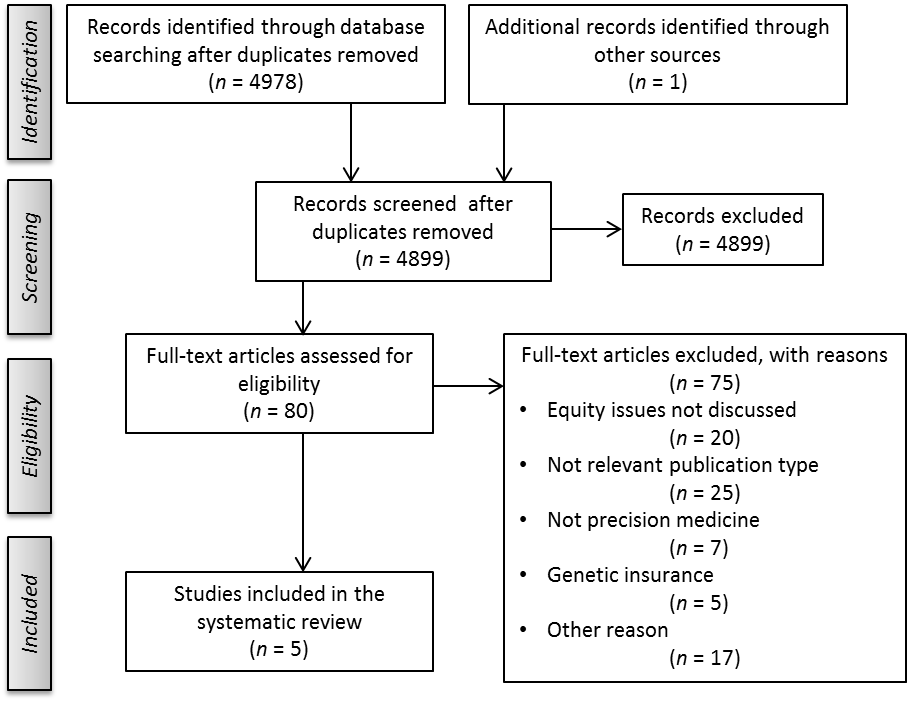 Identification
Records identified through database
searching after duplicates removed
(n = 4978)
Additional records identified through
other sources
(n = 1)
Screening
Records screened after
duplicates removed
(n = 4899)
Records excluded
(n = 4899)
Eligibility
Full-text articles assessed for
eligibility
(n = 80)
Full-text articles excluded, with reasons
(n = 75)
• Equity issues not discussed
(n = 20)
• Not relevant publication type
(n = 25)
• Not precision medicine
(n = 7)
• Genetic insurance
(n = 5)
• Other reason
(n = 17)
Included
Studies included in the
systematic review
(n = 5)